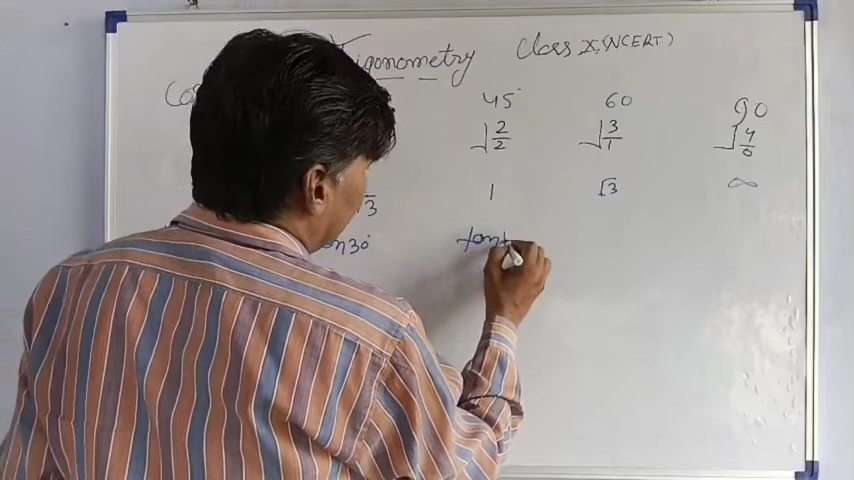 Trigonometry Class X (NCERT)
45° 60 90
√2/2 √3/1 √4/0
√3 1 √3 ∞
tan30° tan